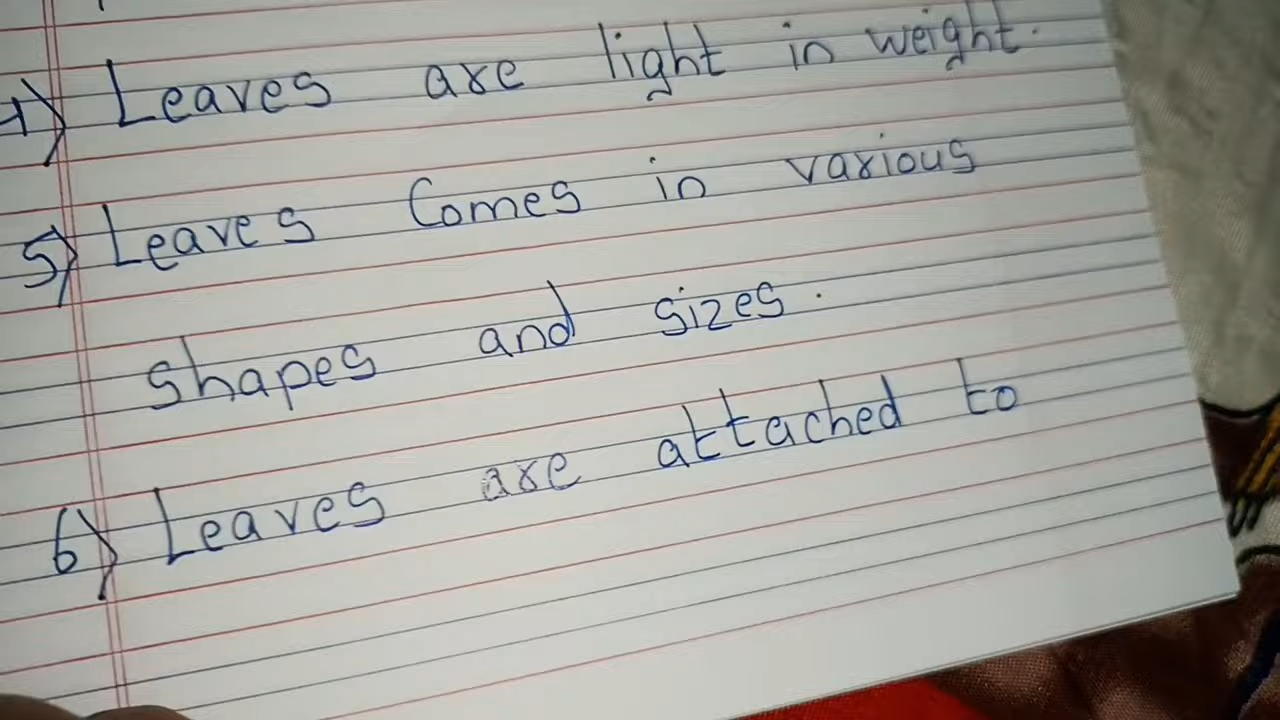 4) Leaves are light in weight.
5) Leaves Comes in various
shapes and sizes.
6) Leaves are attached to